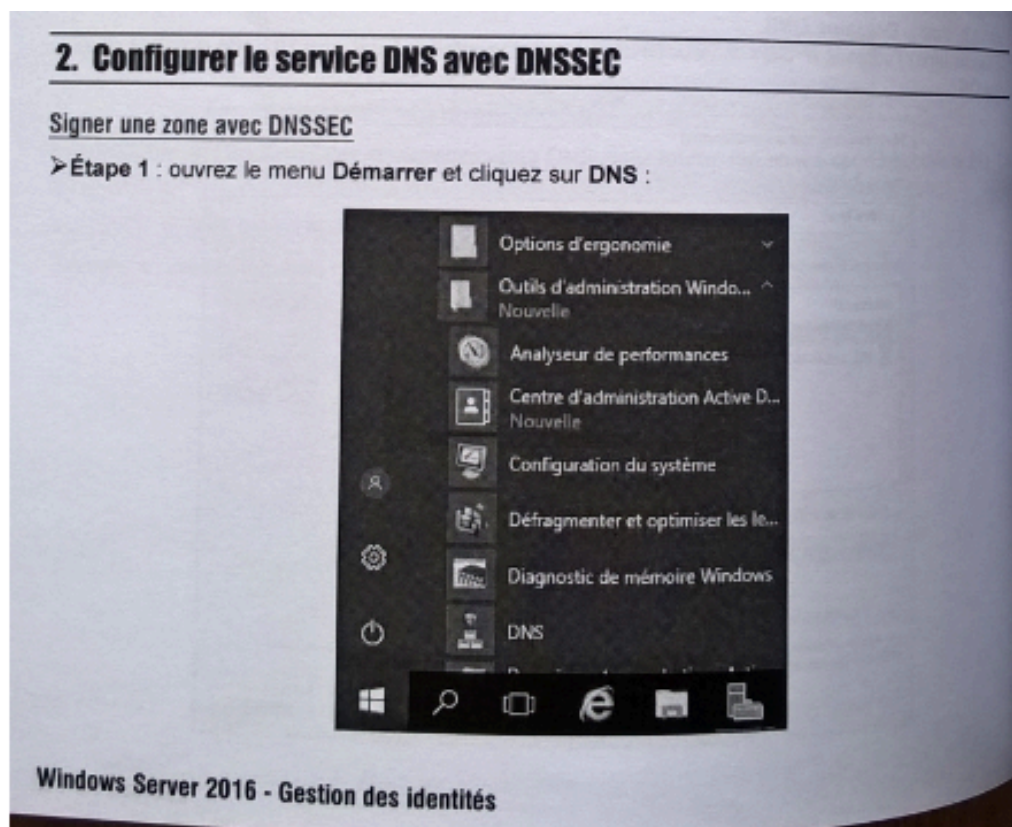 2. Configurer le service DNS avec DNSSEC
Signer une zone avec DNSSEC
➢Étape 1 : ouvrez le menu Démarrer et cliquez sur DNS :
Options d'ergonomie
Outils d'administration Windo...
Nouvelle
Analyseur de performances
Centre d'administration Active D...
Nouvelle
Configuration du système
Défragmenter et optimiser les le...
Diagnostic de mémoire Windows
DNS
Windows Server 2016 - Gestion des identités